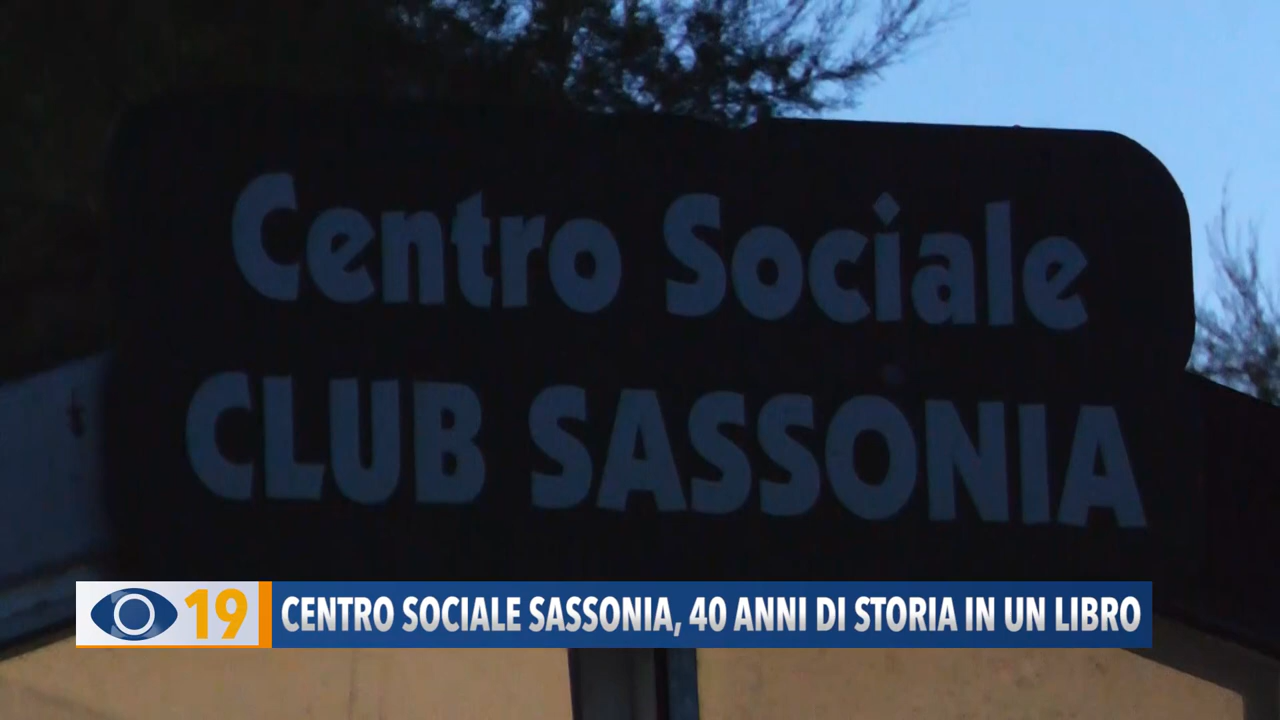 Centro Sociale
CLUB SASSONIA
19 CENTRO SOCIALE SASSONIA, 40 ANNI DI STORIA IN UN LIBRO